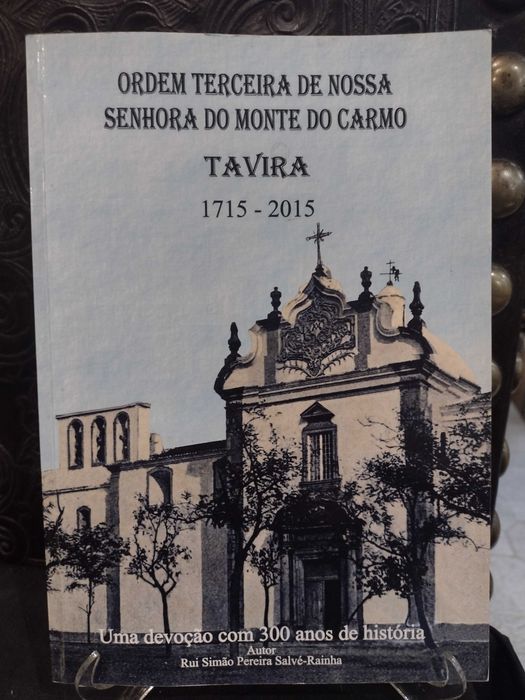 ORDEM TERCEIRA DE NOSSA
SENHORA DO MONTE DO CARMO
TAVIRA
1715 - 2015
Uma devoção com 300 anos de história
Autor
Rui Simão Pereira Salvé-Rainha